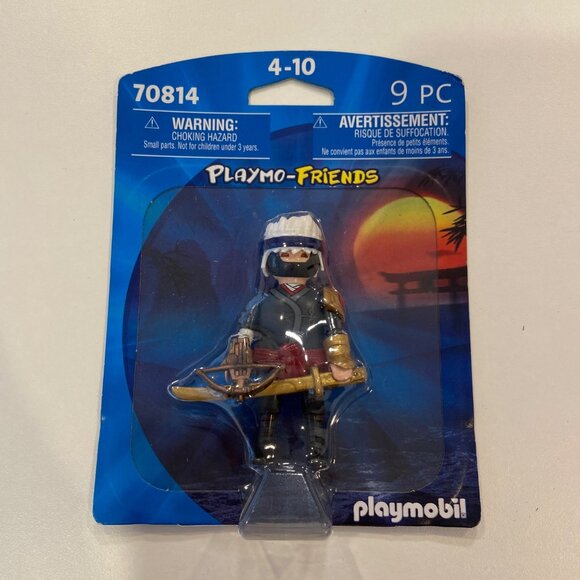 4-10
70814
9 PC
WARNING:
CHOKING HAZARD
Small parts. Not for children under 3 years.
AVERTISSEMENT:
RISQUE DE SUFFOCATION.
Présence de petits éléments.
Ne convient pas aux enfants de moins de 3 ans.
PLAYMO-FRIENDS
playmobil